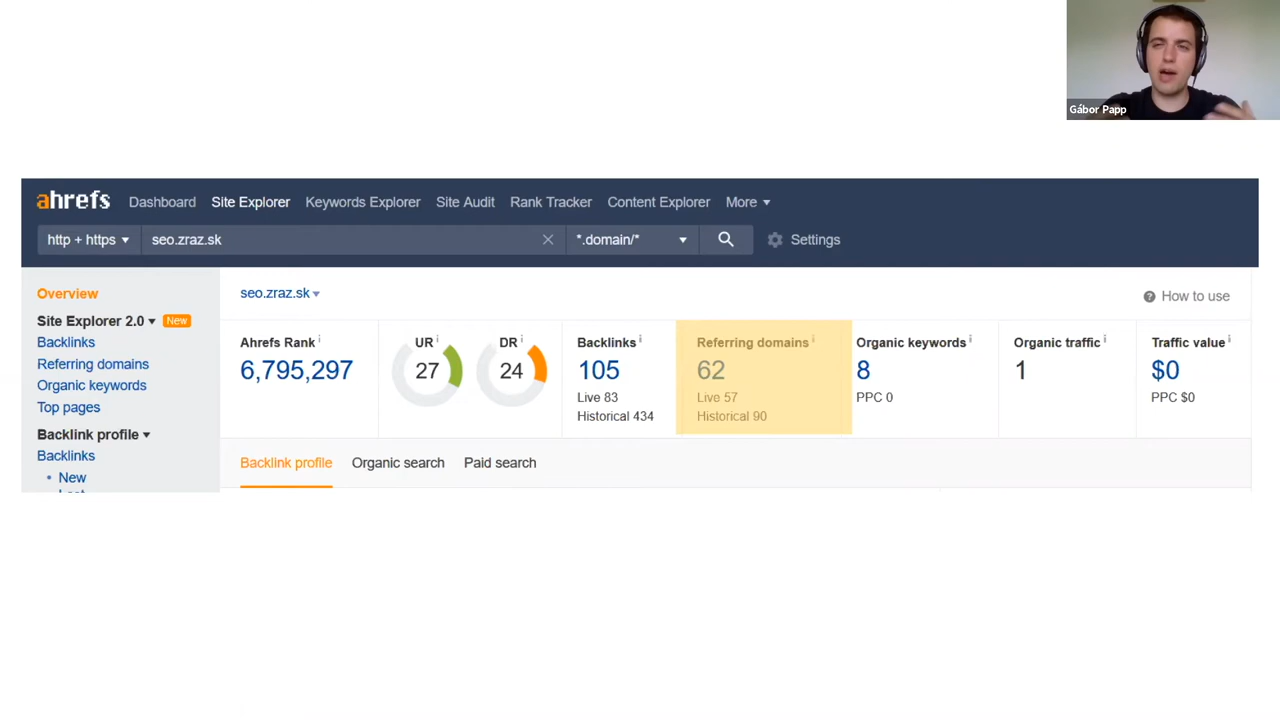 Gábor Papp
ahrefs Dashboard Site Explorer Keywords Explorer Site Audit Rank Tracker Content Explorer More
http + https seo.zraz.sk *.domain/* Settings
Overview
Site Explorer 2.0 New
Backlinks
Referring domains
Organic keywords
Top pages
Backlink profile
Backlinks
• New
seo.zraz.sk
How to use
Ahrefs Rank
6,795,297
UR
27
DR
24
Backlinks
105
Live 83
Historical 434
Referring domains
62
Live 57
Historical 90
Organic keywords
8
PPC 0
Organic traffic
1
Traffic value
$0
PPC $0
Backlink profile Organic search Paid search